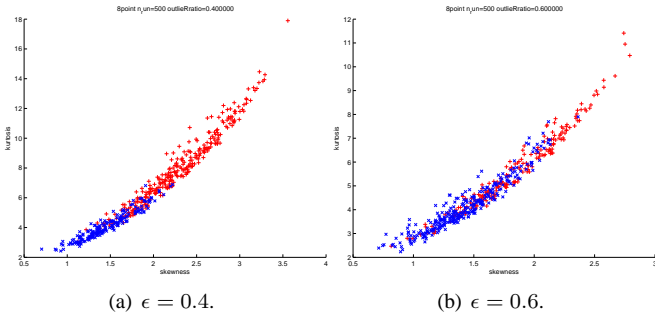 8point n_run=500 outlieRratio=0.400000
18
16
14
12
10
8
6
4
2
kurtosis
0.5 1 1.5 2 2.5 3 3.5 4
skewness
(a) ϵ = 0.4.
8point n_run=500 outlieRratio=0.600000
12
11
10
9
8
7
6
5
4
3
2
kurtosis
0.5 1 1.5 2 2.5 3
skewness
(b) ϵ = 0.6.